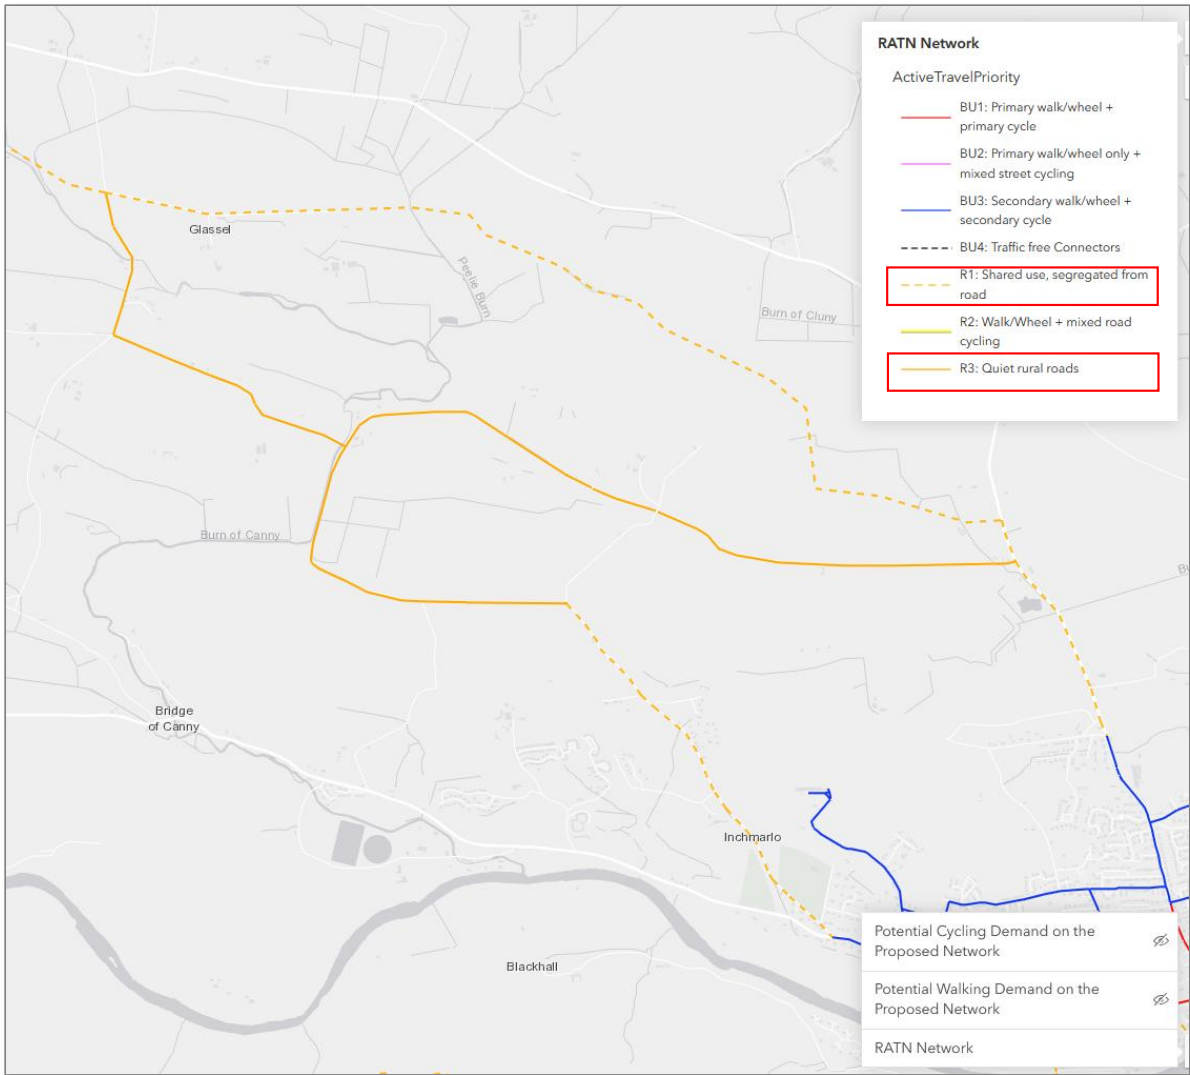 RATN Network
ActiveTravelPriority
BU1: Primary walk/wheel +
primary cycle
BU2: Primary walk/wheel only +
mixed street cycling
BU3: Secondary walk/wheel +
secondary cycle
BU4: Traffic free Connectors
R1: Shared use, segregated from
road
R2: Walk/Wheel + mixed road
cycling
R3: Quiet rural roads
Glassel
Peelie Burn
Burn of Cluny
Burn of Canny
Bridge
of Canny
Inchmarlo
Blackhall
Potential Cycling Demand on the
Proposed Network
Potential Walking Demand on the
Proposed Network
RATN Network